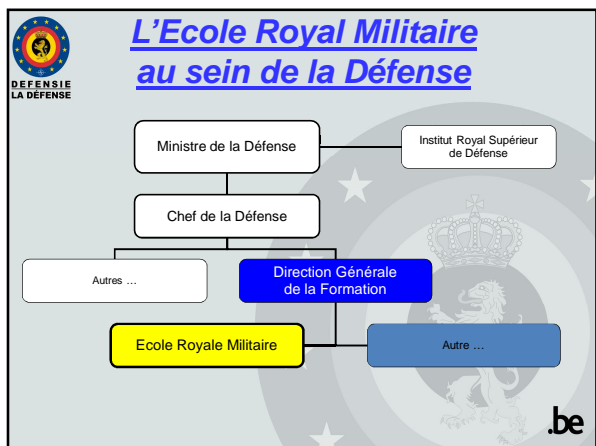 L'Ecole Royal Militaire
au sein de la Défense
DEFENSIE
LA DÉFENSE
Ministre de la Défense
Institut Royal Supérieur
de Défense
Chef de la Défense
Autres ...
Direction Générale
de la Formation
Ecole Royale Militaire
Autre ...
.be